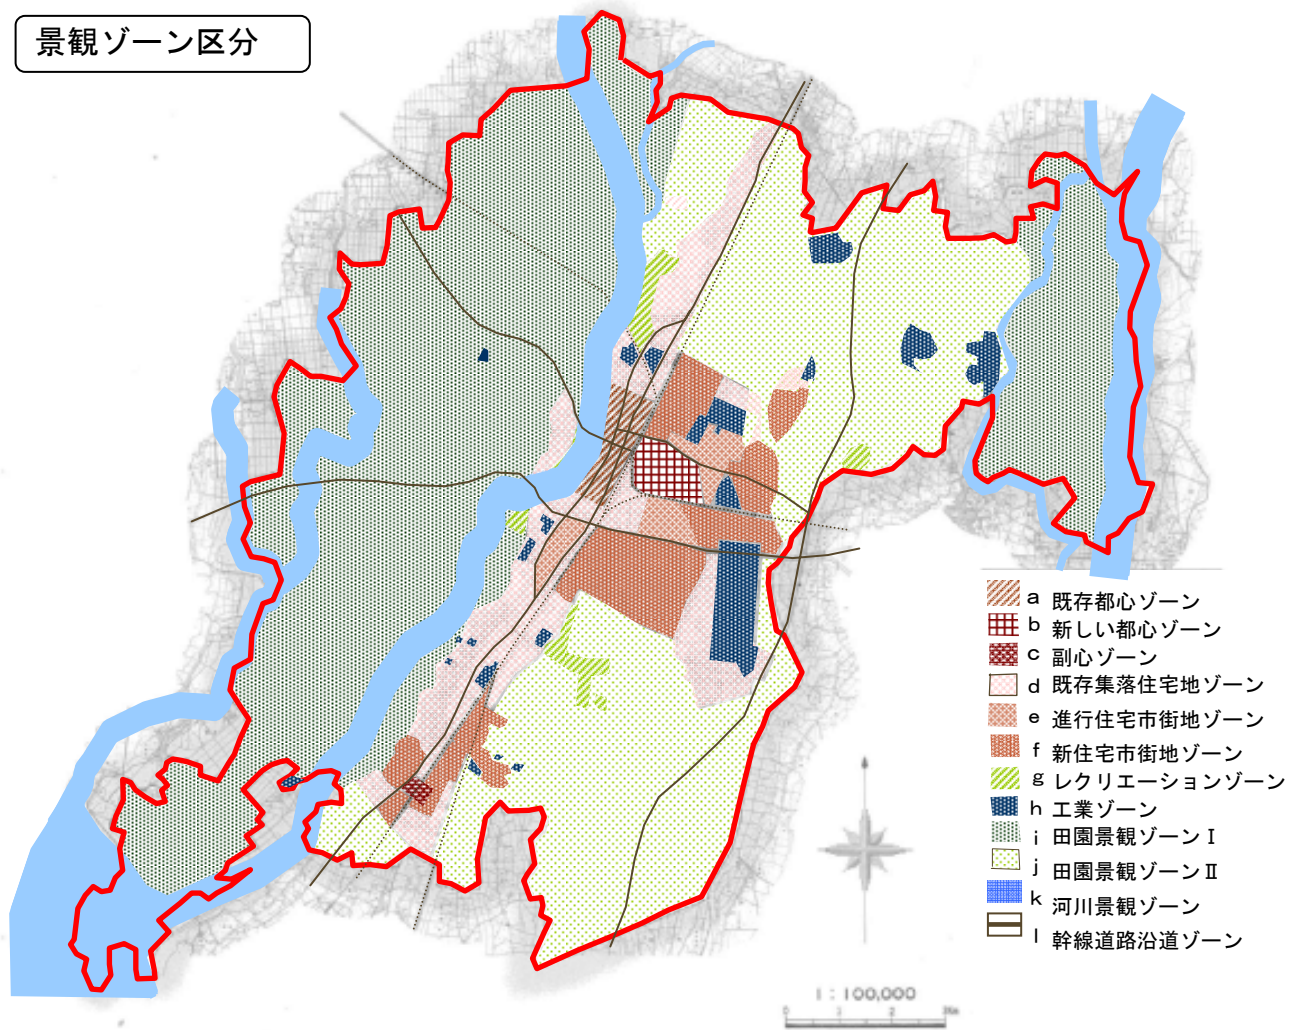 景観ゾーン区分
a 既存都心ゾーン
b 新しい都心ゾーン
c 副心ゾーン
d 既存集落住宅地ゾーン
e 進行住宅市街地ゾーン
f 新住宅市街地ゾーン
g レクリエーションゾーン
h 工業ゾーン
i 田園景観ゾーンⅠ
j 田園景観ゾーンⅡ
k 河川景観ゾーン
l 幹線道路沿道ゾーン
1:100,000
0 1 2 3Km